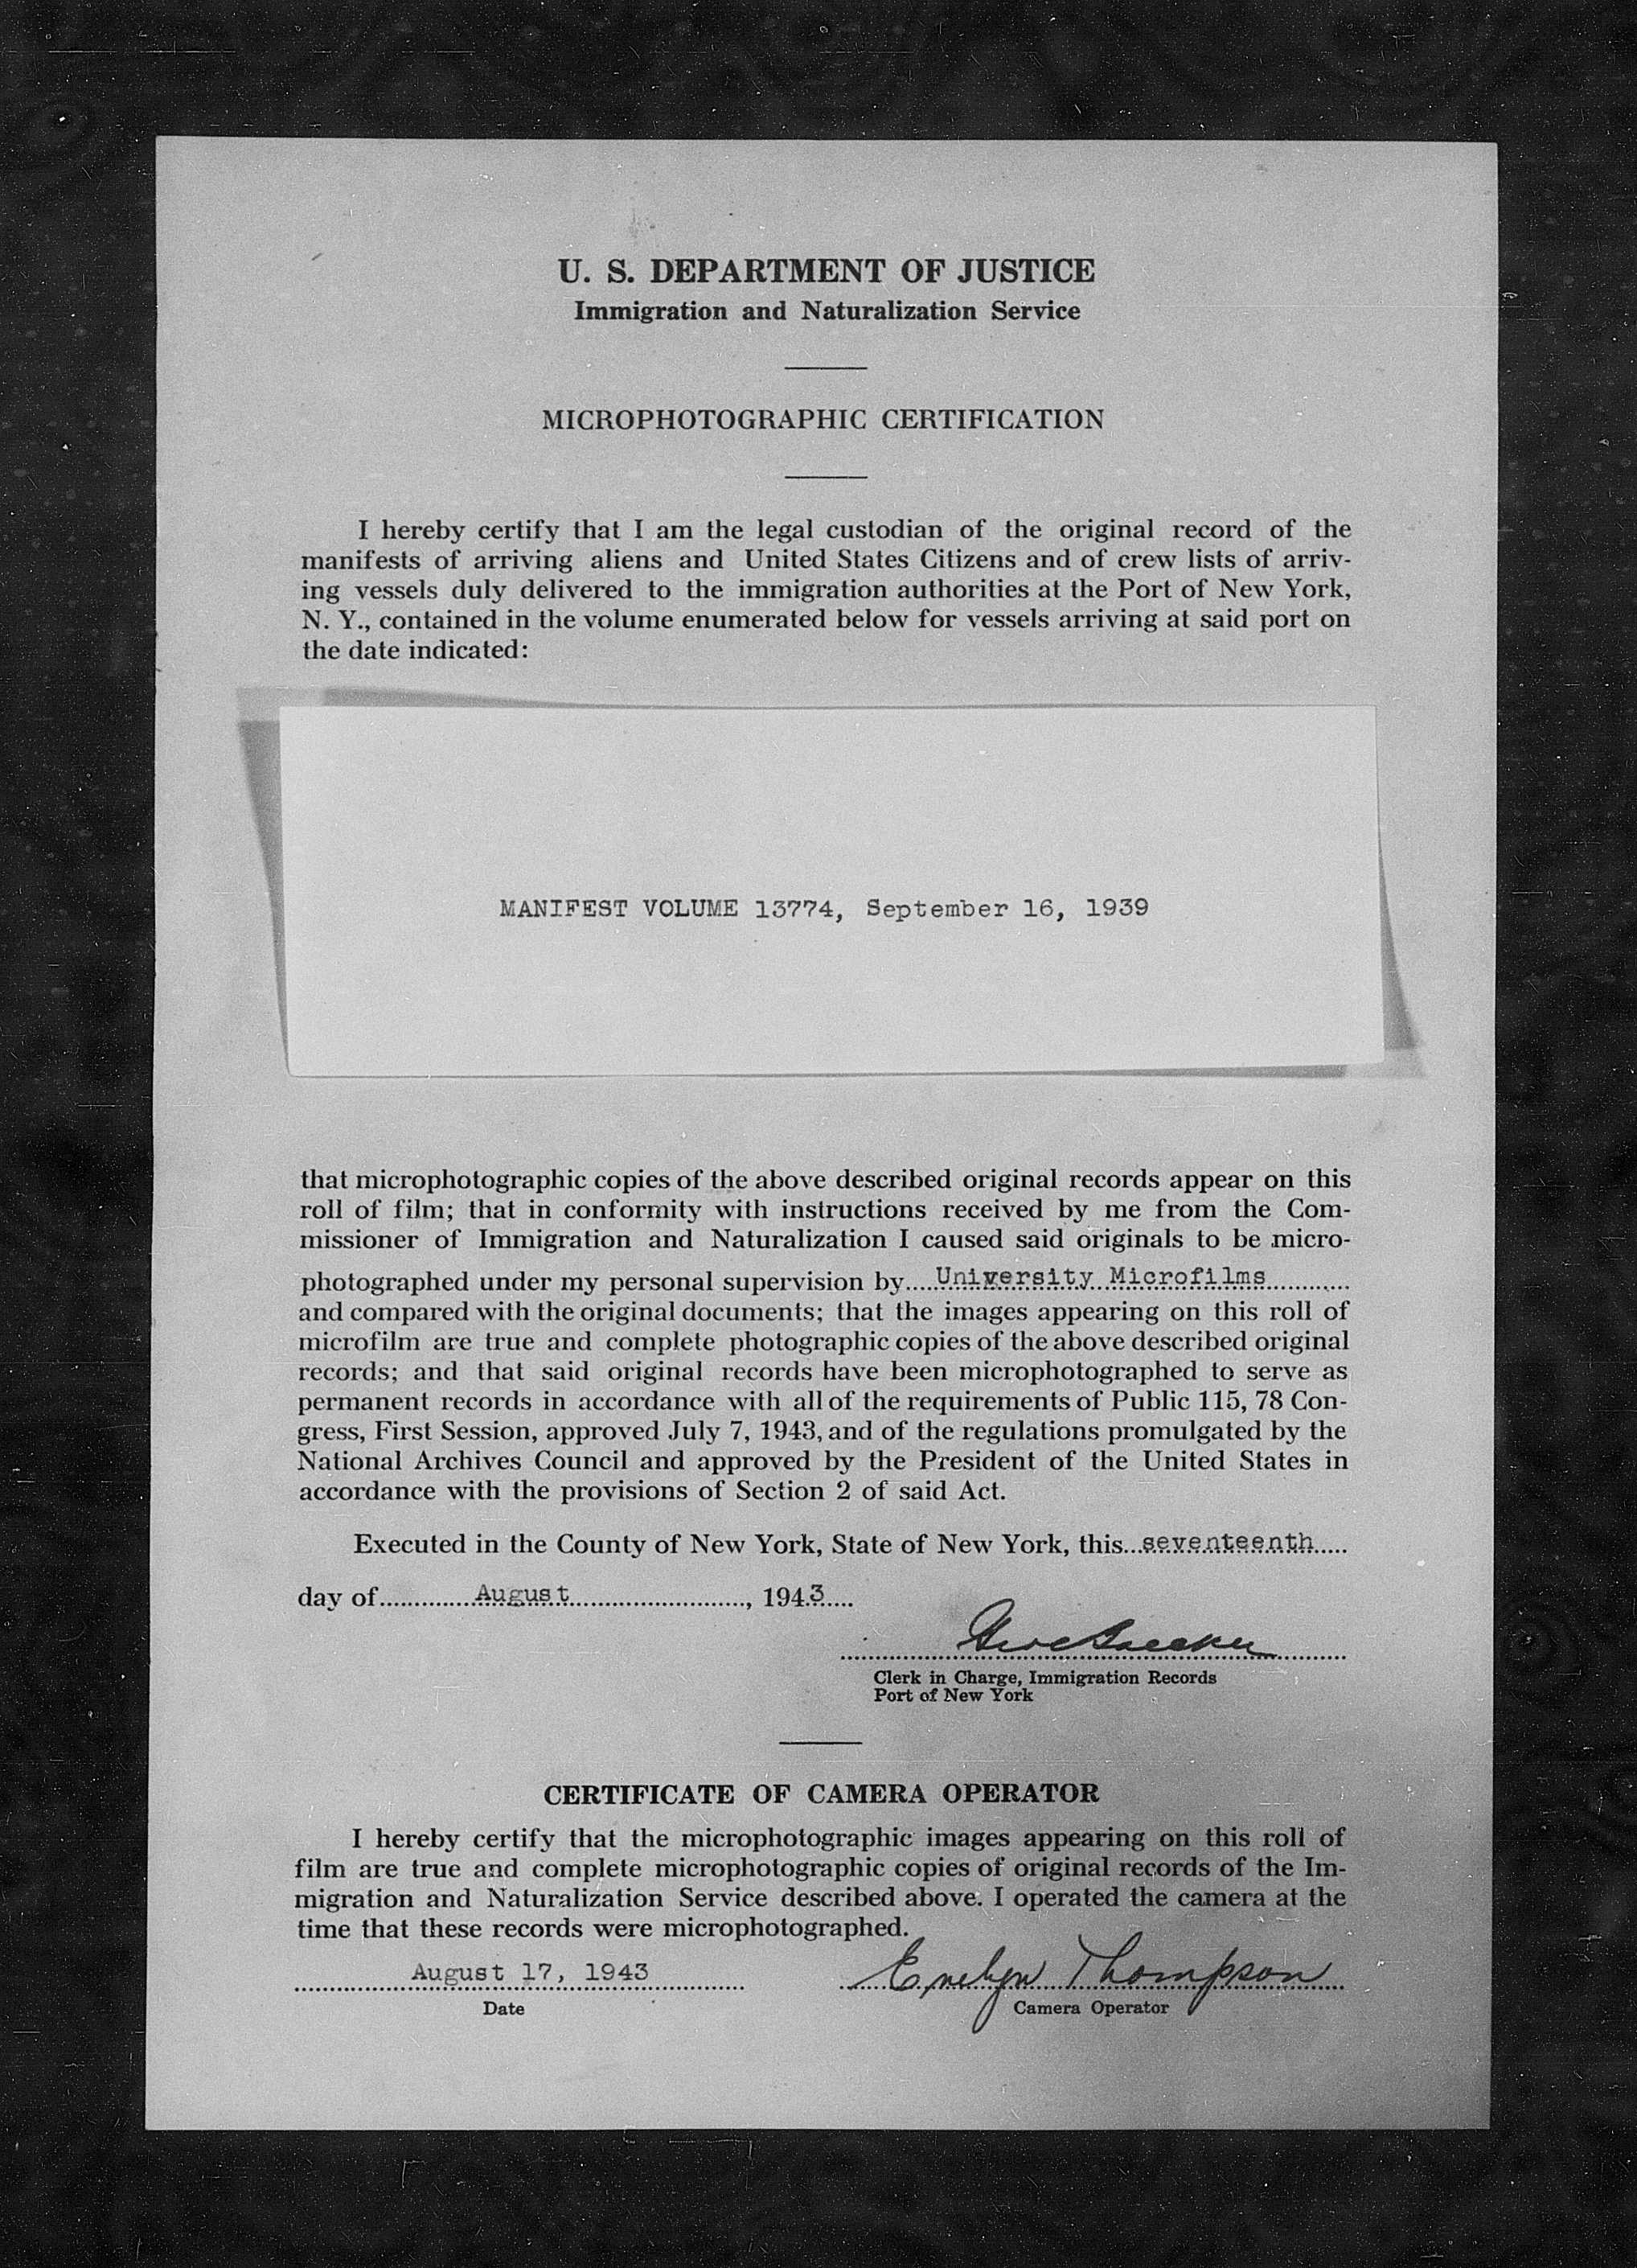 U. S. DEPARTMENT OF JUSTICE
Immigration and Naturalization Service
MICROPHOTOGRAPHIC CERTIFICATION
I hereby certify that I am the legal custodian of the original record of the
manifests of arriving aliens and United States Citizens and of crew lists of arriv-
ing vessels duly delivered to the immigration authorities at the Port of New York,
N. Y., contained in the volume enumerated below for vessels arriving at said port on
the date indicated:
MANIFEST VOLUME 13774, September 16, 1939
that microphotographic copies of the above described original records appear on this
roll of film; that in conformity with instructions received by me from the Com-
missioner of Immigration and Naturalization I caused said originals to be micro-
photographed under my personal supervision by....University Microfilms............
and compared with the original documents; that the images appearing on this roll of
microfilm are true and complete photographic copies of the above described original
records; and that said original records have been microphotographed to serve as
permanent records in accordance with all of the requirements of Public 115, 78 Con-
gress, First Session, approved July 7, 1943, and of the regulations promulgated by the
National Archives Council and approved by the President of the United States in
accordance with the provisions of Section 2 of said Act.
Executed in the County of New York, State of New York, this...seventeenth.....
day of..............August............................, 1943.....
Clerk in Charge, Immigration Records
Port of New York
CERTIFICATE OF CAMERA OPERATOR
I hereby certify that the microphotographic images appearing on this roll of
film are true and complete microphotographic copies of original records of the Im-
migration and Naturalization Service described above. I operated the camera at the
time that these records were microphotographed.
August 17, 1943 Evelyn Thompson
Date Camera Operator